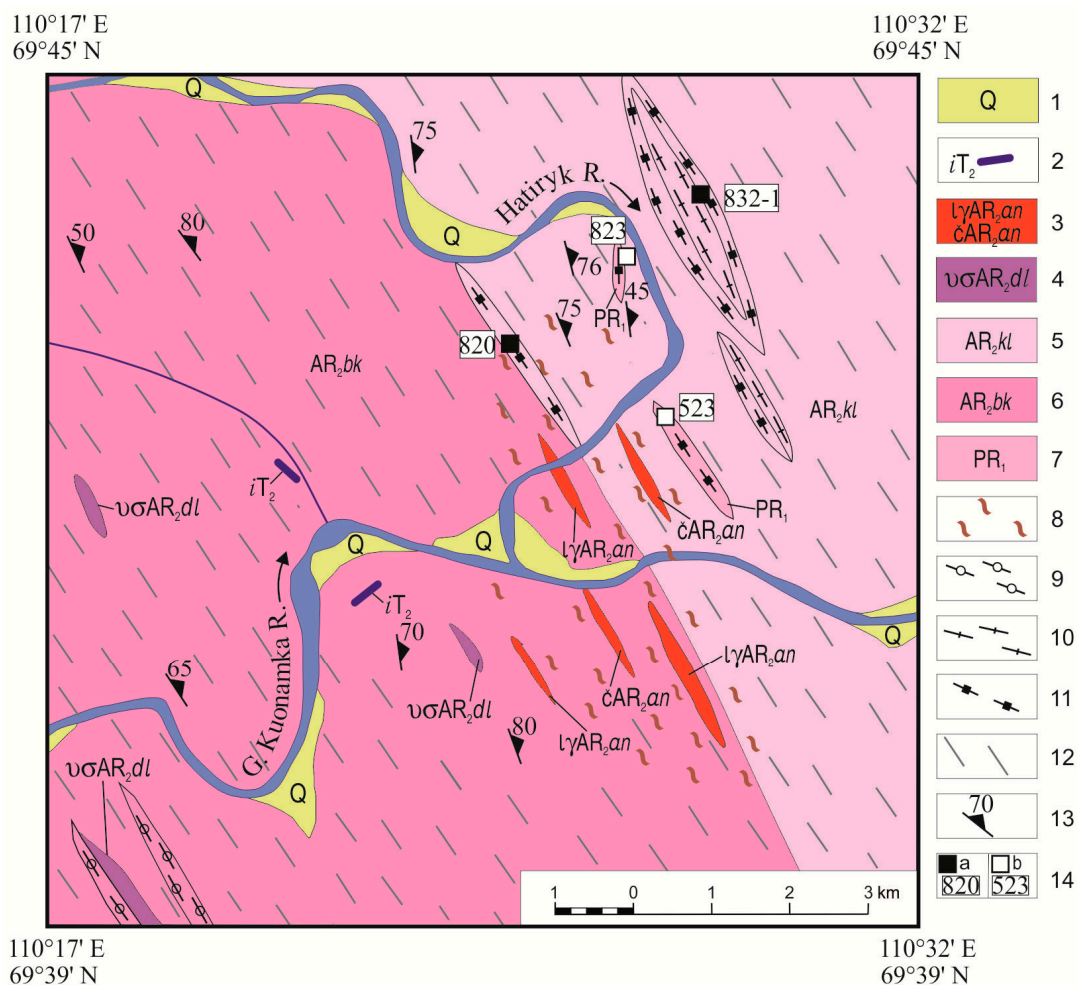 110°17' E
69°45' N
110°32' E
69°45' N
Q
75
Hatiryk R.
832-1
823
80
50
Q
76
45
PR₁
75
820
AR₂bk
523
AR₂kl
iT₂
υσAR₂dl
PR₁
čAR₂an
Q
Q
lγAR₂an
iT₂
G. Kuonamka R.
70
Q
lγAR₂an
65
υσAR₂dl
čAR₂an
lγAR₂an
80
υσAR₂dl
Q
1 0 1 2 3 km
Q 1
iT₂ 2
lγAR₂an
čAR₂an 3
υσAR₂dl 4
AR₂kl 5
AR₂bk 6
PR₁ 7
8
9
10
11
12
70 13
a b
820 523 14
110°17' E
69°39' N
110°32' E
69°39' N